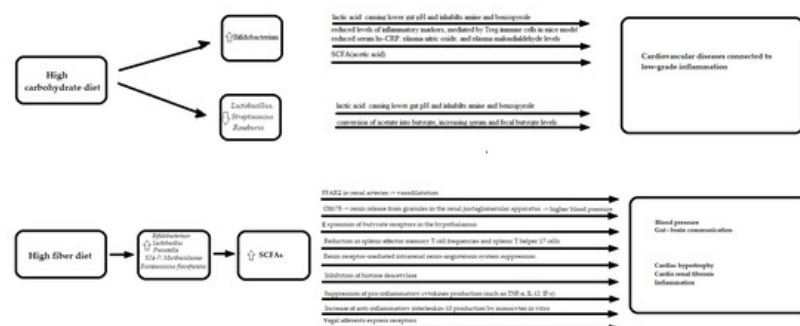 lactic acid causing lower gut pH and inhabits amine and benzopyrole
reduced levels of inflammatory markers, mediated by Treg immune cells in mice model
reduced serum hs-CRP, plasma nitric oxide, and plasma malondialdehyde levels
SCFA(acetic acid)
Bifidobacterium
High
carbohydrate diet
Cardiovascular diseases connected to
low-grade inflammation
Lactobacillus,
Streptococcus
Roseburia
lactic acid causing lower gut pH and inhabits amine and benzopyrole
conversion of acetate into butyrate, increasing serum and fecal butyrate levels
High fiber diet
Bifidobacterium
Lactobacillus
Prevotella
S24-7/
SCFAs
in renal arteries -> vasodilatation
Olfr78 -> renin release from granules in the renal juxtaglomerular apparatus -> higher blood pressure
Expansion of butyrate receptors in the hypothalamus
Reduction in splenic effector memory T cell frequencies and splenic T helper 17 cells
Renin receptor-mediated intrarenal renin-angiotensin system suppression
Inhibition of histone deacetylase
Suppression of pro-inflammatory cytokines production (such as TNF-a, IL-12,
Increase of anti-inflammatory interleukin-10 production by monocytes in vitro
Vagal afferents express receptors
Blood pressure
Gut-brain communication
Cardiac hypotrophy
Cardio renal fibrosis
Inflammation